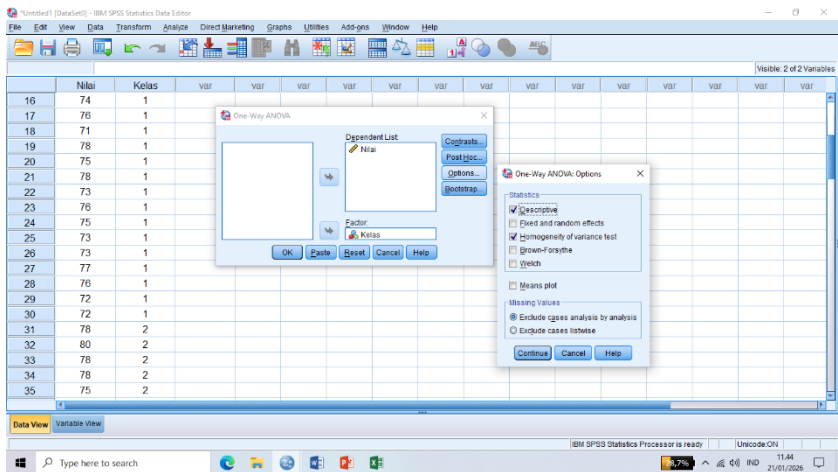 *Untitled1 [DataSet0] - IBM SPSS Statistics Data Editor
File Edit View Data Transform Analyze Direct Marketing Graphs Utilities Add-ons Window Help
Visible: 2 of 2 Variables
Nilai Kelas var var var var var var var var var var var var var
16 74 1
17 76 1
18 71 1
19 78 1
20 75 1
21 78 1
22 73 1
23 76 1
24 75 1
25 73 1
26 73 1
27 77 1
28 76 1
29 72 1
30 72 1
31 78 2
32 80 2
33 78 2
34 78 2
35 75 2
One-Way ANOVA
Dependent List:
Nilai
Contrasts...
Post Hoc...
Options...
Bootstrap...
Factor:
Kelas
OK Paste Reset Cancel Help
One-Way ANOVA: Options
Statistics
Descriptive
Fixed and random effects
Homogeneity of variance test
Brown-Forsythe
Welch
Means plot
Missing Values
Exclude cases analysis by analysis
Exclude cases listwise
Continue Cancel Help
Data View Variable View
IBM SPSS Statistics Processor is ready Unicode:ON
Type here to search
IND
11.44
21/01/2026